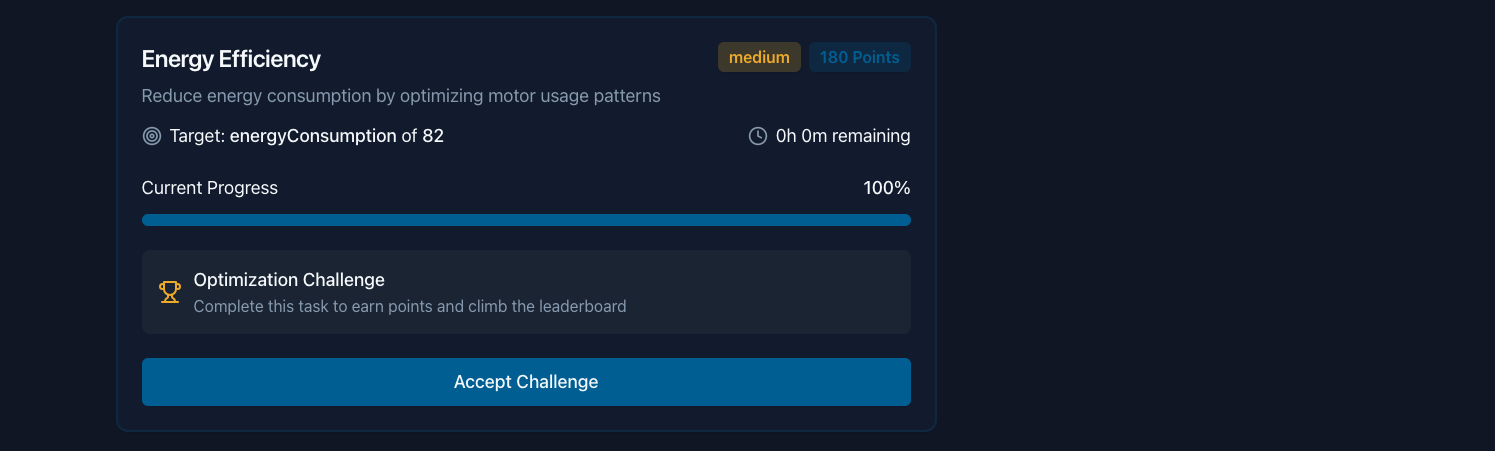 Energy Efficiency
medium
180 Points
Reduce energy consumption by optimizing motor usage patterns
Target: energyConsumption of 82
0h 0m remaining
Current Progress
100%
Optimization Challenge
Complete this task to earn points and climb the leaderboard
Accept Challenge